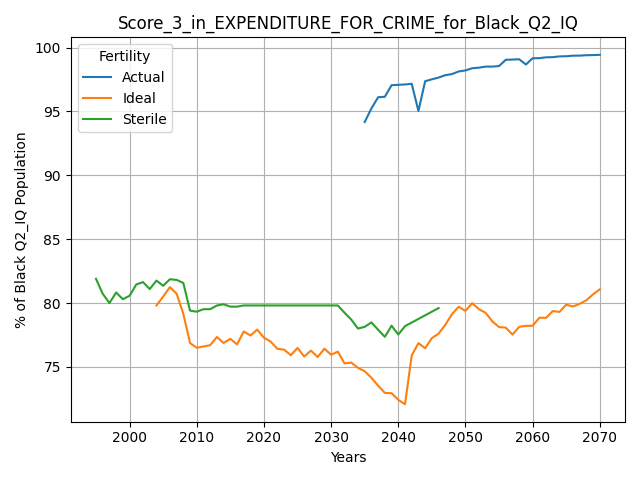 Score_3_in_EXPENDITURE_FOR_CRIME_for_Black_Q2_IQ
Fertility
Actual
Ideal
Sterile
% of Black Q2_IQ Population
100
95
90
85
80
75
2000 2010 2020 2030 2040 2050 2060 2070
Years